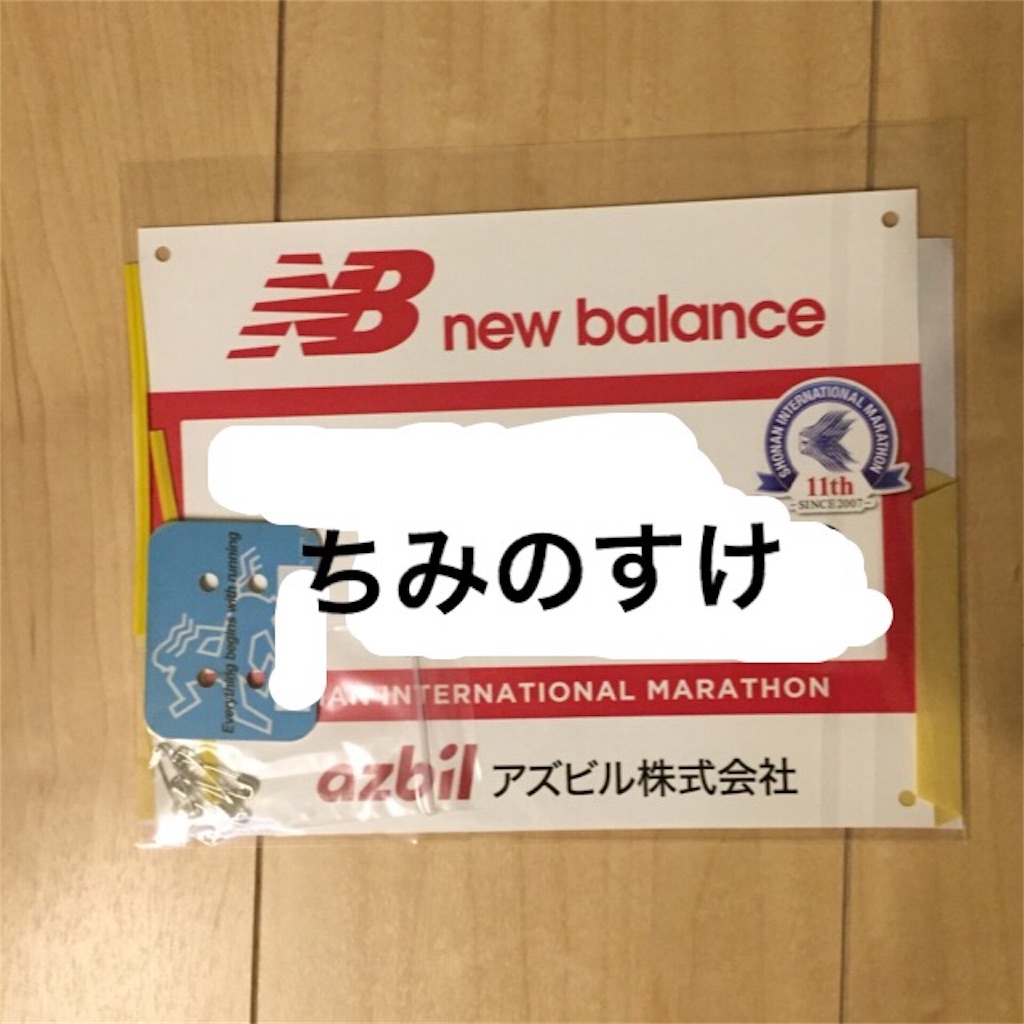 NB new balance
SHONAN INTERNATIONAL MARATHON
11th
SINCE 2007
ちみのすけ
Everything begins with running
AN INTERNATIONAL MARATHON
azbil アズビル株式会社